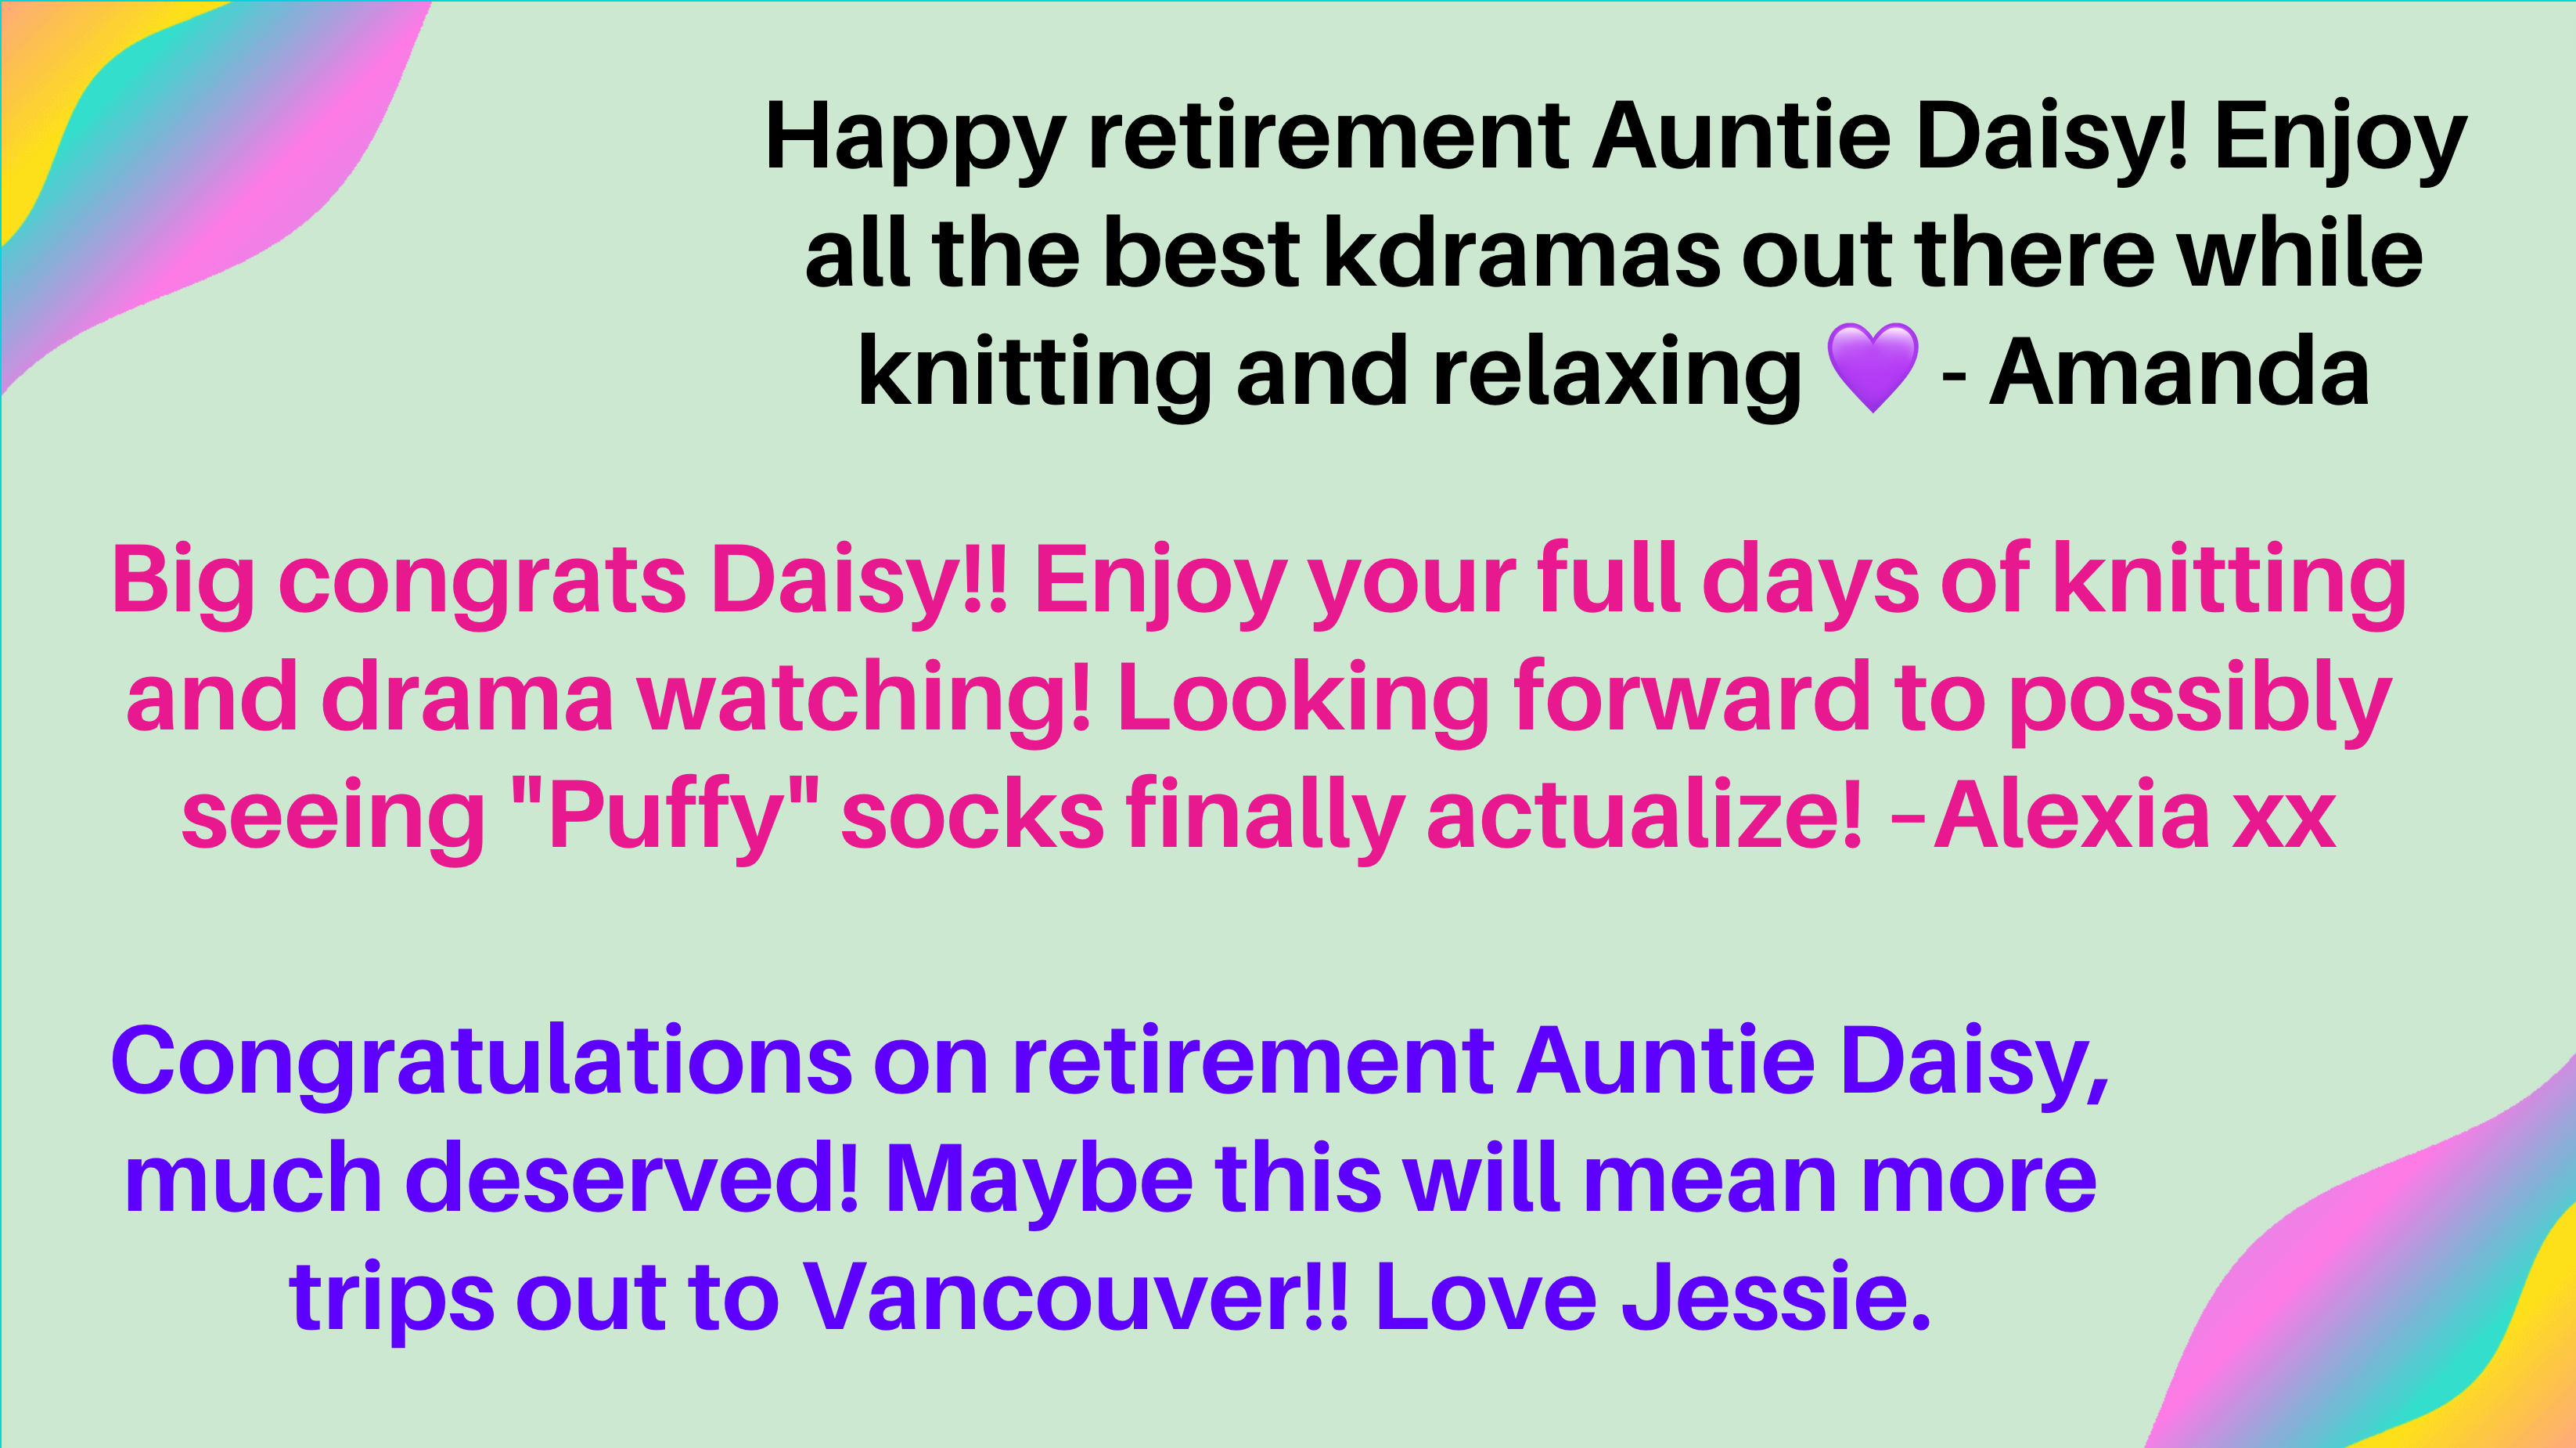 Happy retirement Auntie Daisy! Enjoy
all the best kdramas out there while
knitting and relaxing 💜 - Amanda
Big congrats Daisy!! Enjoy your full days of knitting
and drama watching! Looking forward to possibly
seeing "Puffy" socks finally actualize! –Alexia xx
Congratulations on retirement Auntie Daisy,
much deserved! Maybe this will mean more
trips out to Vancouver!! Love Jessie.